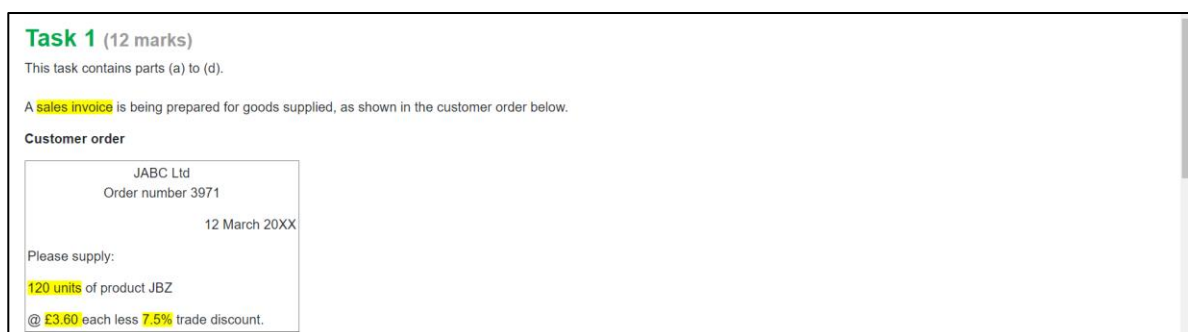 Task 1 (12 marks)
This task contains parts (a) to (d).
A sales invoice is being prepared for goods supplied, as shown in the customer order below.
Customer order
JABC Ltd
Order number 3971
12 March 20XX
Please supply:
120 units of product JBZ
@ £3.60 each less 7.5% trade discount.